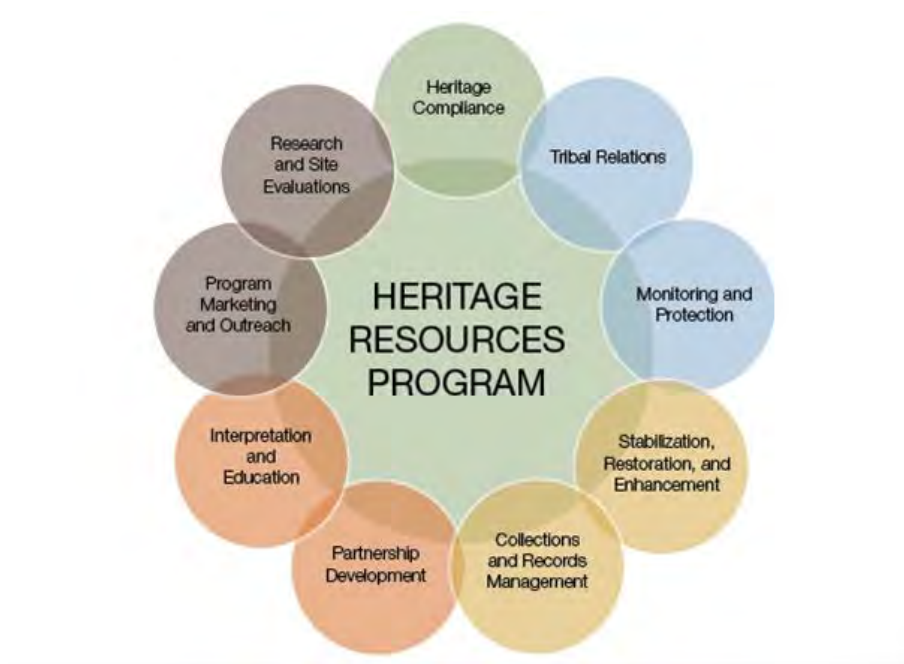 Heritage
Compliance
Tribal Relations
Monitoring and
Protection
Stabilization,
Restoration, and
Enhancement
Collections
and Records
Management
Partnership
Development
Interpretation
and
Education
Program
Marketing
and Outreach
Research
and Site
Evaluations
HERITAGE
RESOURCES
PROGRAM